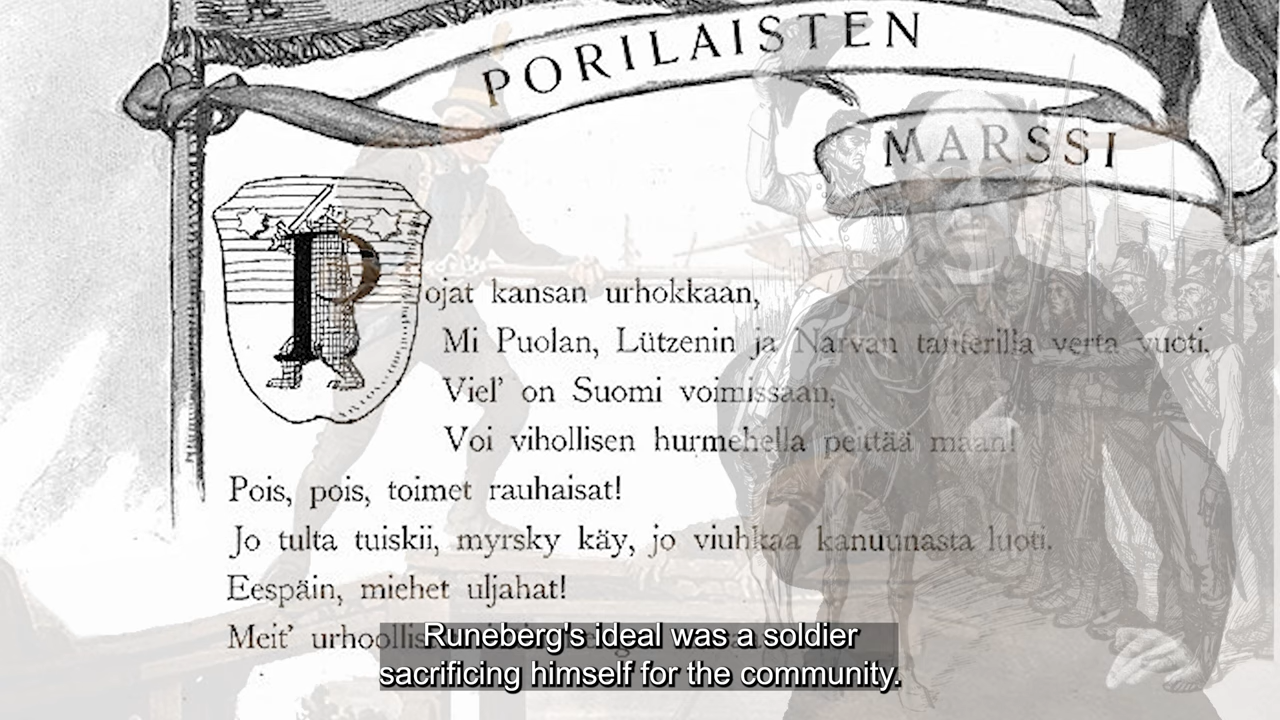 PORILAISTEN
MARSSI
Pojat kansan urhokkaan,
Mi Puolan, Lützenin ja Narvan tanterilla verta vuoti,
Viel' on Suomi voimissaan,
Voi vihollisen hurmehella peittää maan!
Pois, pois, toimet rauhaisat!
Jo tulta tuiskii, myrsky käy, jo viuhkaa kanuunasta luoti.
Eespäin, miehet uljahat!
Meit'
Runeberg's ideal was a soldier
sacrificing himself for the community.